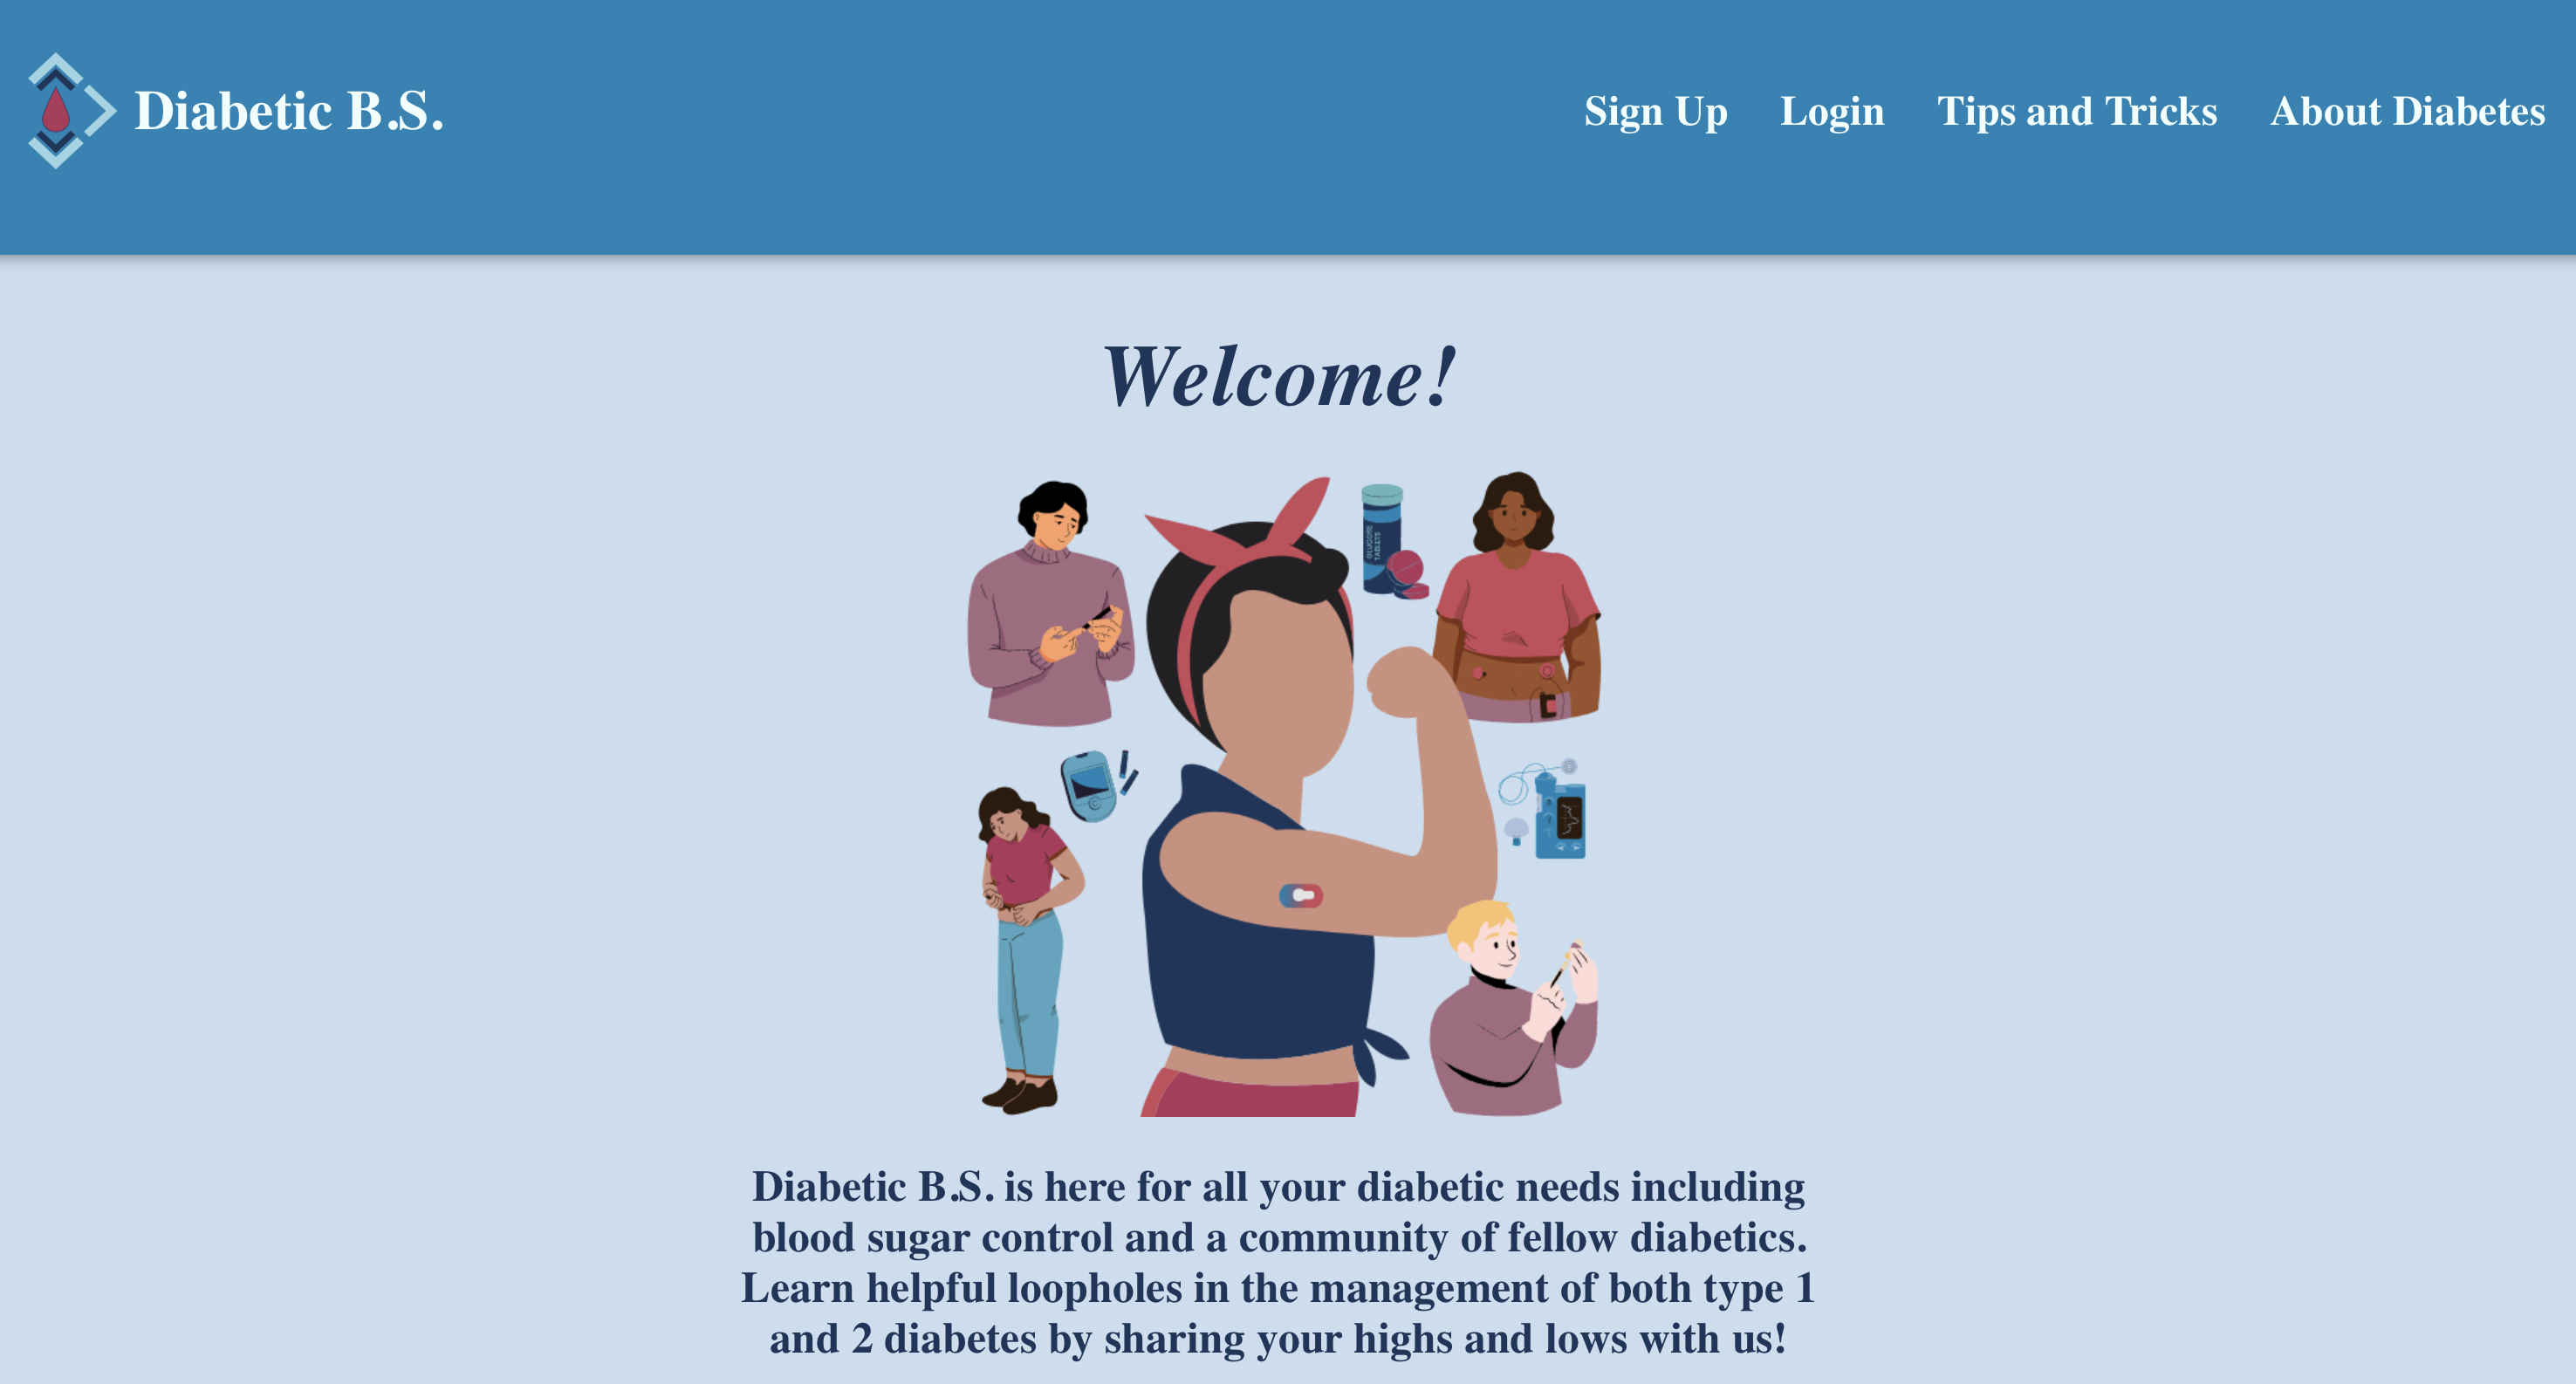 Diabetic B.S.
Sign Up
Login
Tips and Tricks
About Diabetes
Welcome!
GLUCOSE
TABLETS
Diabetic B.S. is here for all your diabetic needs including
blood sugar control and a community of fellow diabetics.
Learn helpful loopholes in the management of both type 1
and 2 diabetes by sharing your highs and lows with us!